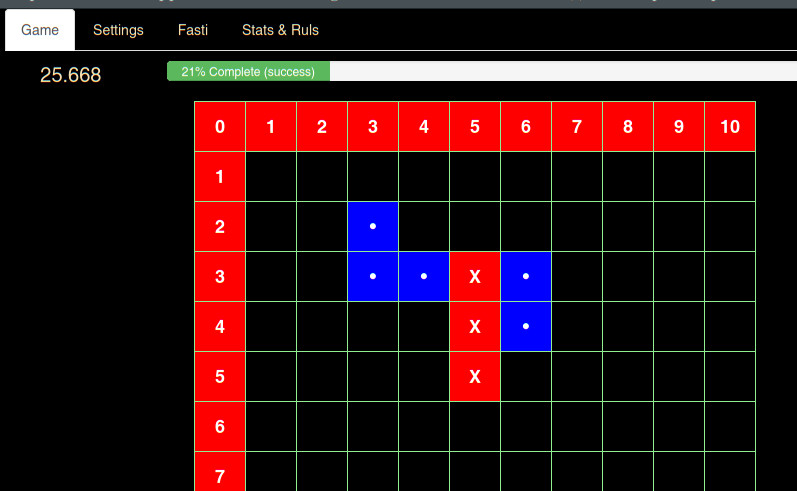 Game Settings Fasti Stats & Ruls
25.668 21% Complete (success)
0 1 2 3 4 5 6 7 8 9 10
1
2 •
3 • • X •
4 X •
5 X
6
7